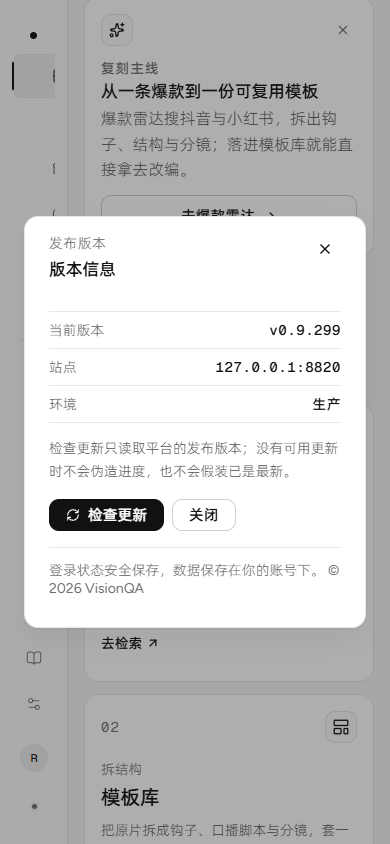 复刻主线
从一条爆款到一份可复用模板
爆款雷达搜抖音与小红书，拆出钩
子、结构与分镜；落进模板库就能直
接拿去改编。
去爆款雷达
发布版本
版本信息
当前版本 v0.9.299
站点 127.0.0.1:8820
环境 生产
检查更新只读取平台的发布版本；没有可用更新
时不会伪造进度，也不会假装已是最新。
检查更新 关闭
登录状态安全保存，数据保存在你的账号下。 ©
2026 VisionQA
去检索
R
02
拆结构
模板库
把原片拆成钩子、口播脚本与分镜，套一